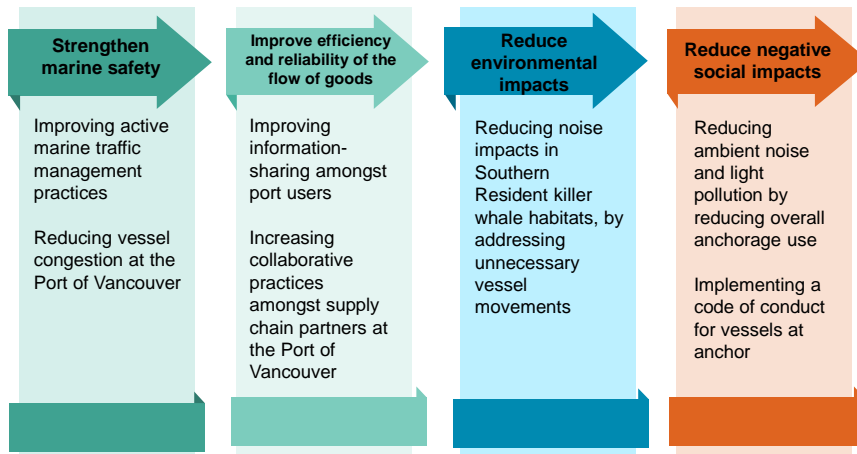 Strengthen
marine safety
Improving active
marine traffic
management
practices
Reducing vessel
congestion at the
Port of Vancouver
Improve efficiency
and reliability of the
flow of goods
Improving
information-
sharing amongst
port users
Increasing
collaborative
practices
amongst supply
chain partners at
the Port of
Vancouver
Reduce
environmental
impacts
Reducing noise
impacts in
Southern
Resident killer
whale habitats, by
addressing
unnecessary
vessel
movements
Reduce negative
social impacts
Reducing
ambient noise
and light
pollution by
reducing overall
anchorage use
Implementing a
code of conduct
for vessels at
anchor